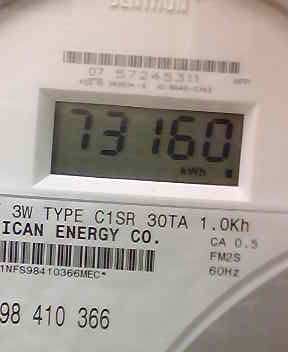 07 57245311
73160
kWh
3W TYPE C1SR 30TA 1.0Kh
ICAN ENERGY CO.
CA 0.5
FM2S
60Hz
1NFS98410366MEC*
98 410 366